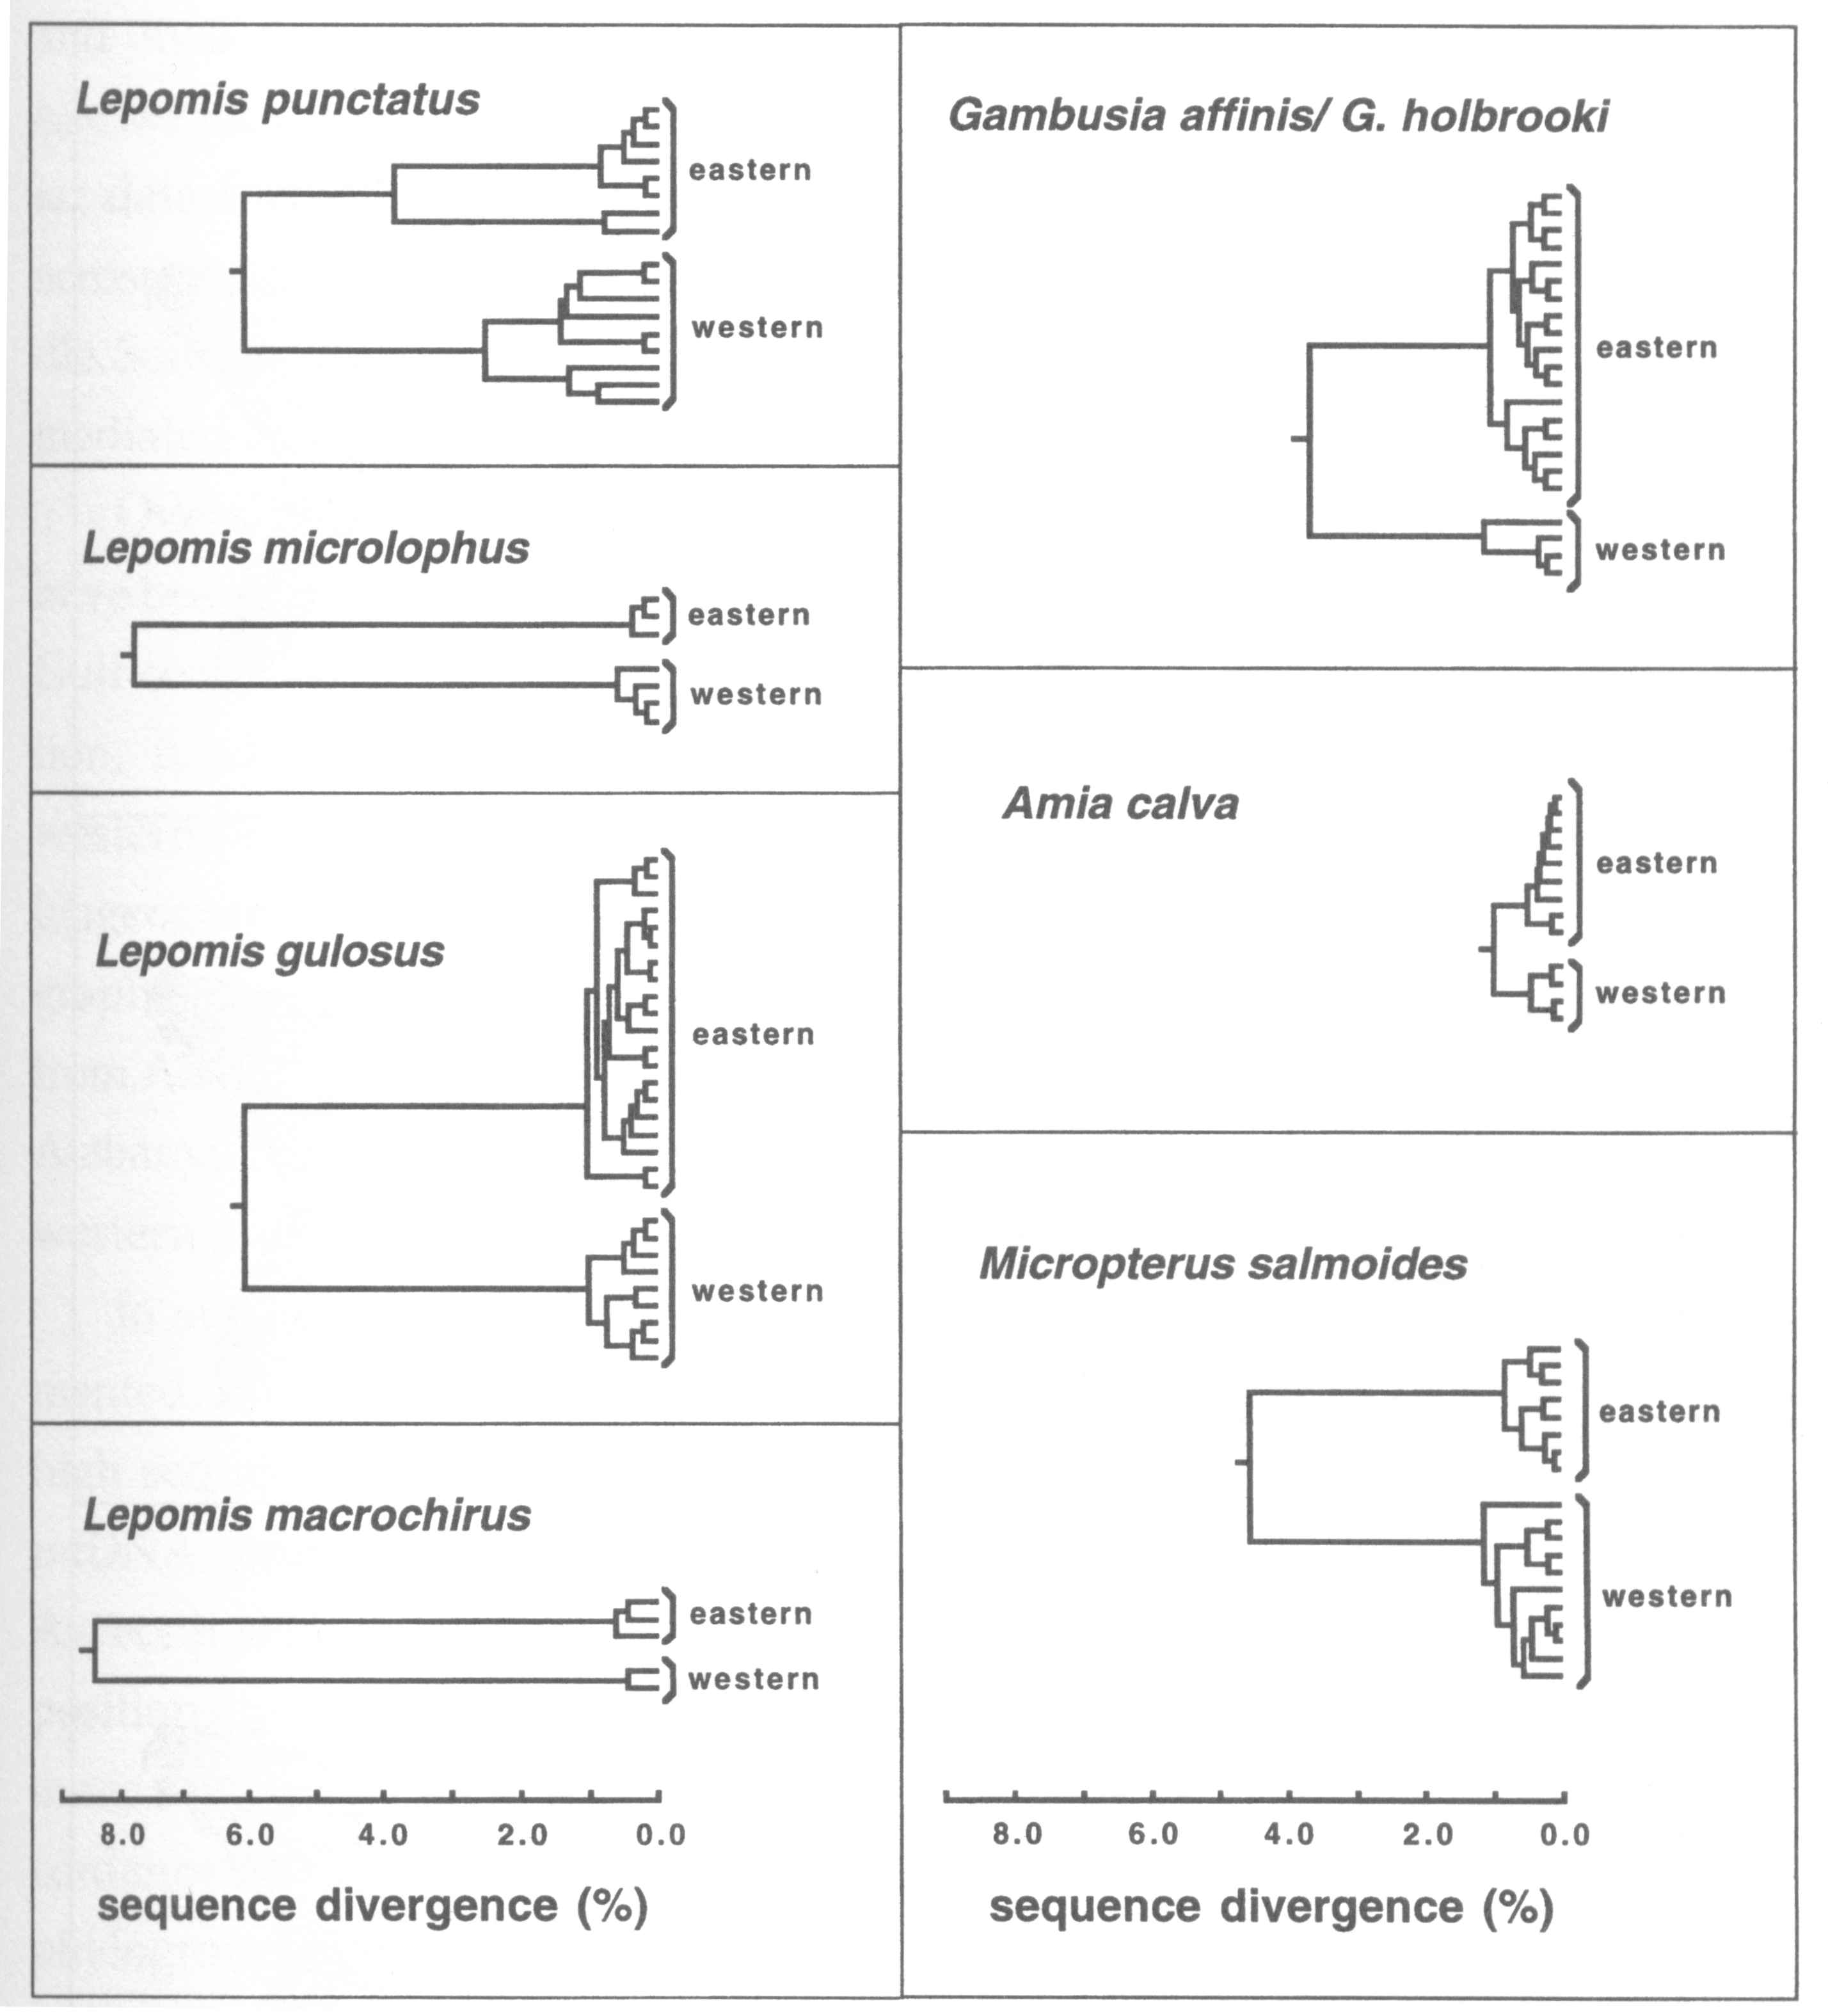 Lepomis punctatus
eastern
western
Lepomis microlophus
eastern
western
Lepomis gulosus
eastern
western
Lepomis macrochirus
eastern
western
8.0 6.0 4.0 2.0 0.0
sequence divergence (%)
Gambusia affinis/ G. holbrooki
eastern
western
Amia calva
eastern
western
Micropterus salmoides
eastern
western
8.0 6.0 4.0 2.0 0.0
sequence divergence (%)